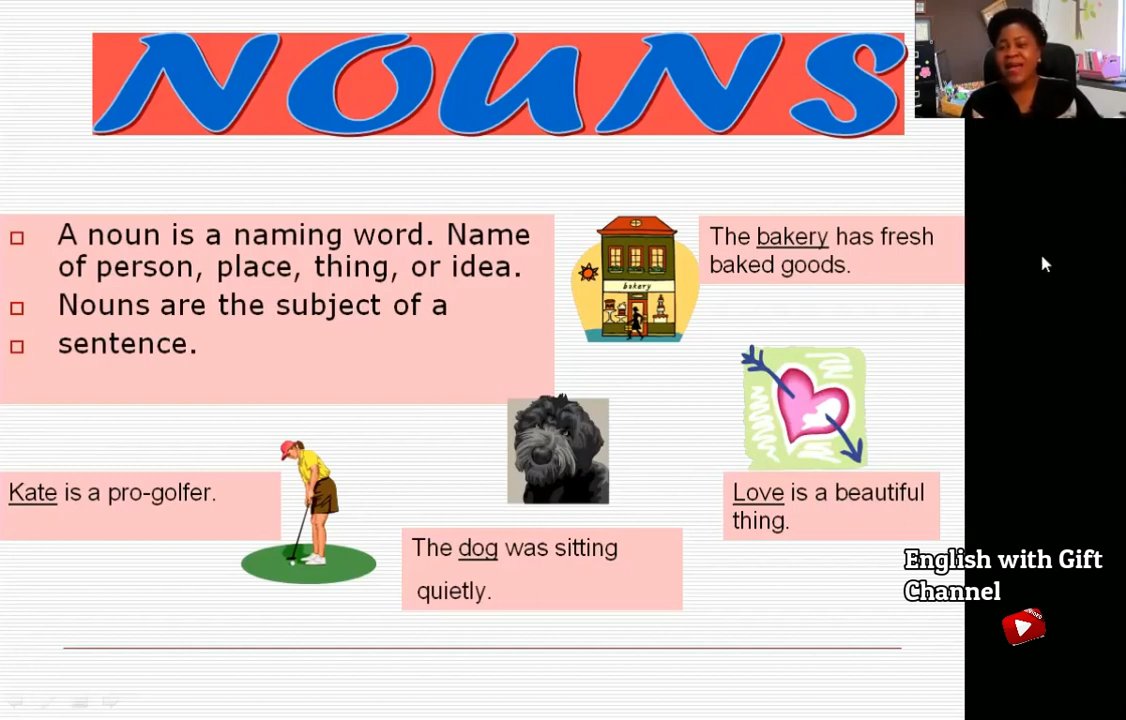 NOUNS
A noun is a naming word. Name
of person, place, thing, or idea.
Nouns are the subject of a
sentence.
The bakery has fresh
baked goods.
bakery
Kate is a pro-golfer.
The dog was sitting
quietly.
Love is a beautiful
thing.
English with Gift
Channel